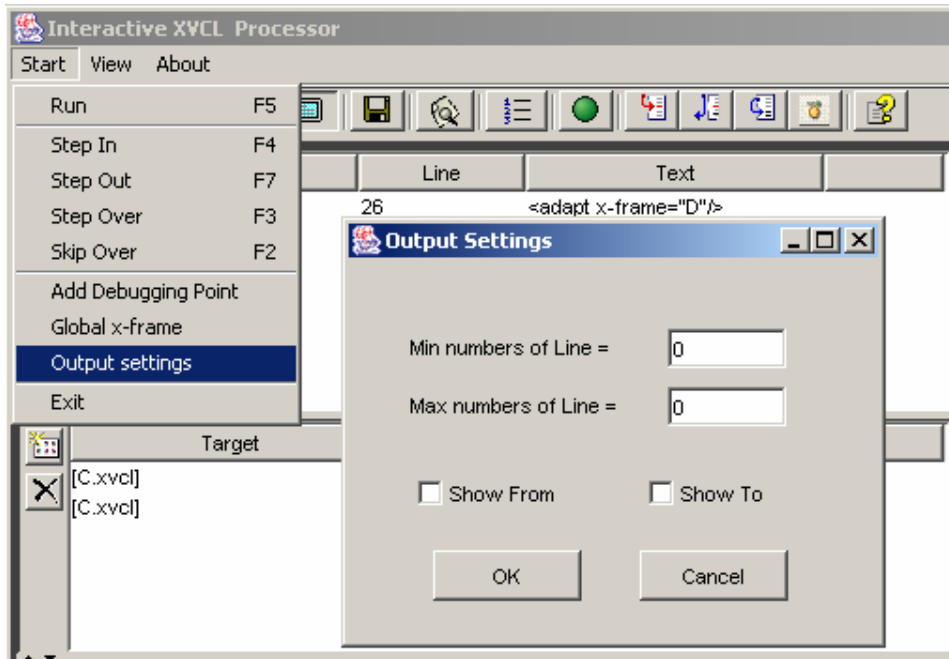 Interactive XVCL Processor
Start View About
Run F5
Step In F4
Step Out F7
Step Over F3
Skip Over F2
Add Debugging Point
Global x-frame
Output settings
Exit
Line Text
26 <adapt x-frame="D"/>
Output Settings
Min numbers of Line = 0
Max numbers of Line = 0
Show From Show To
OK Cancel
Target
[C.xvcl]
[C.xvcl]